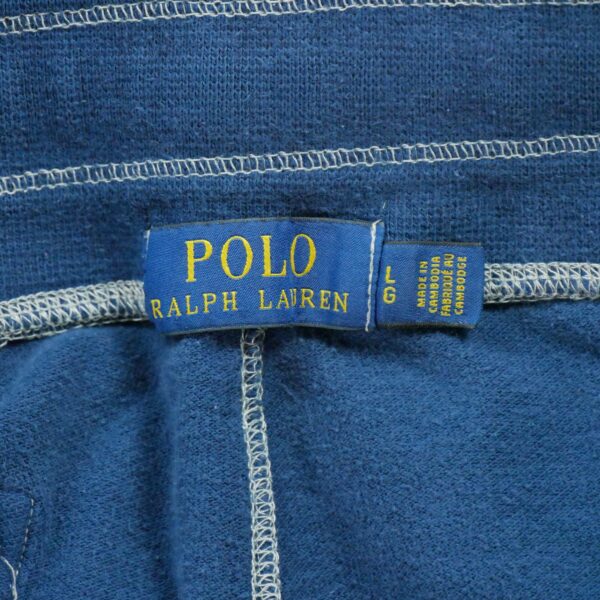 POLO
RALPH LAUREN
LG
MADE IN
CAMBODIA
FABRIQUÉ AU
CAMBODGE